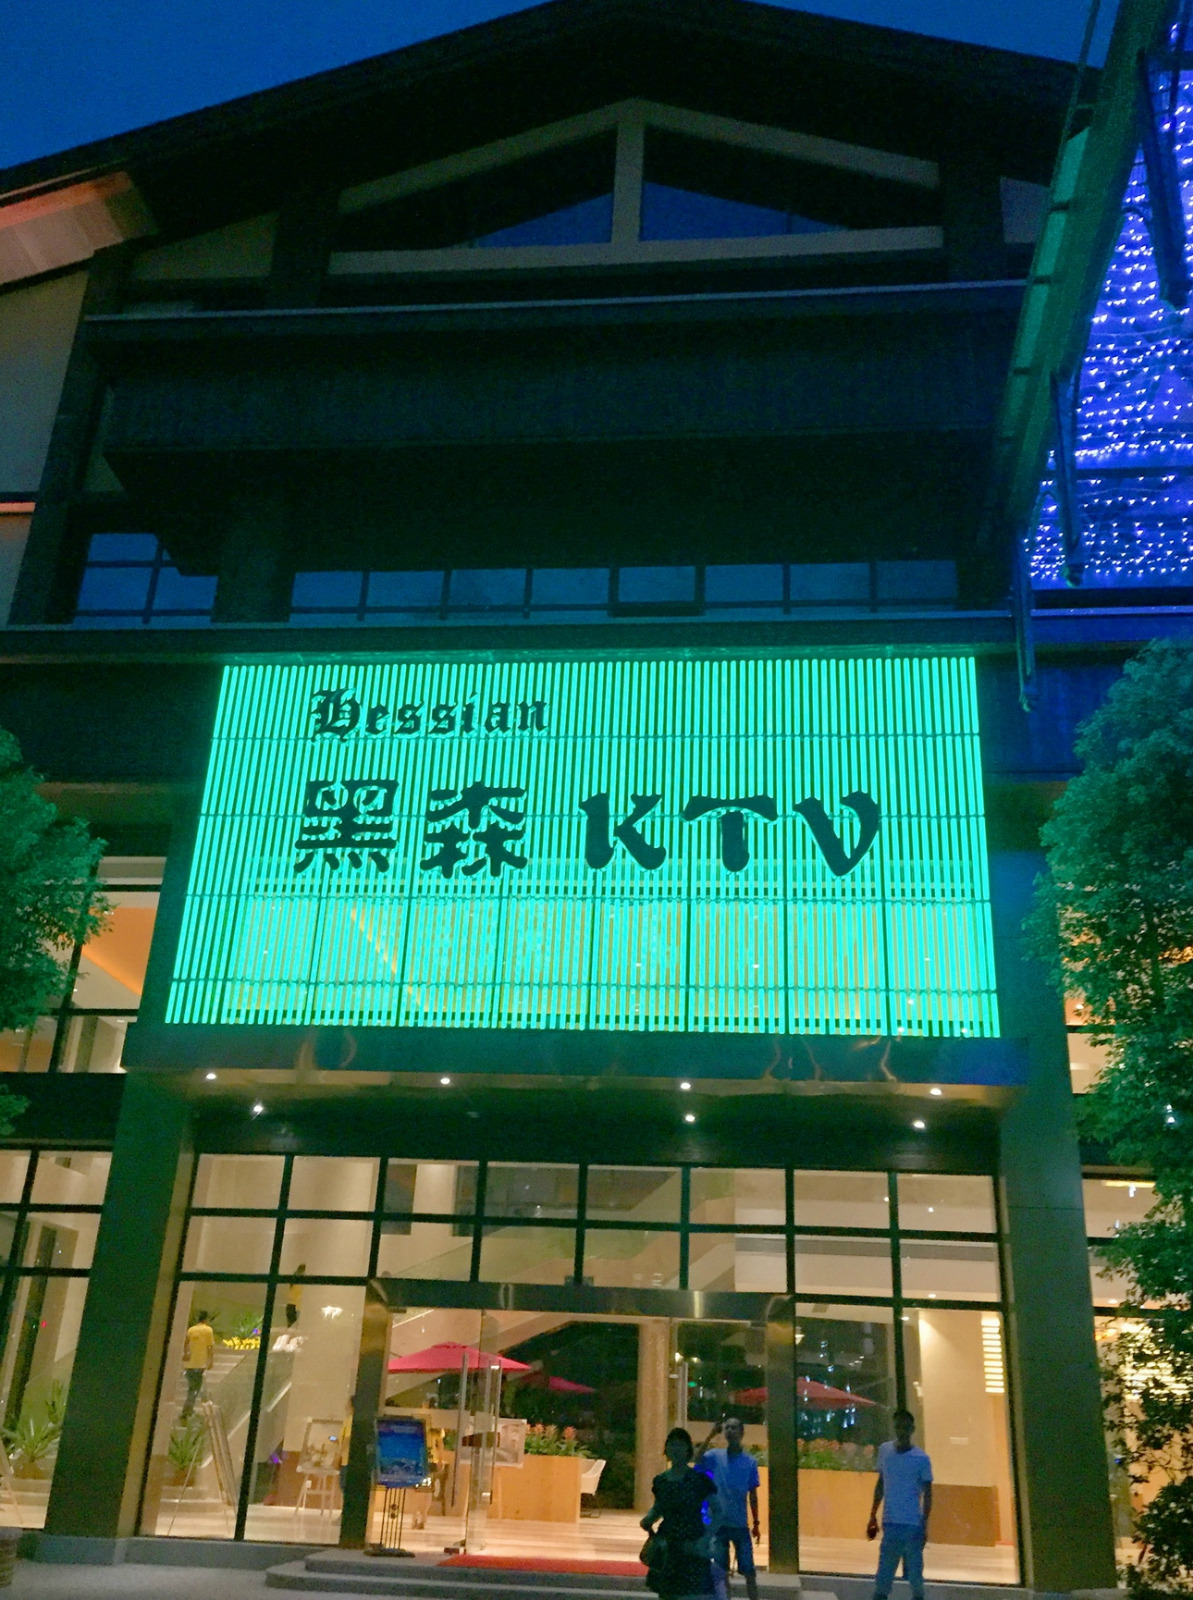 Hessian
黑森 KTV